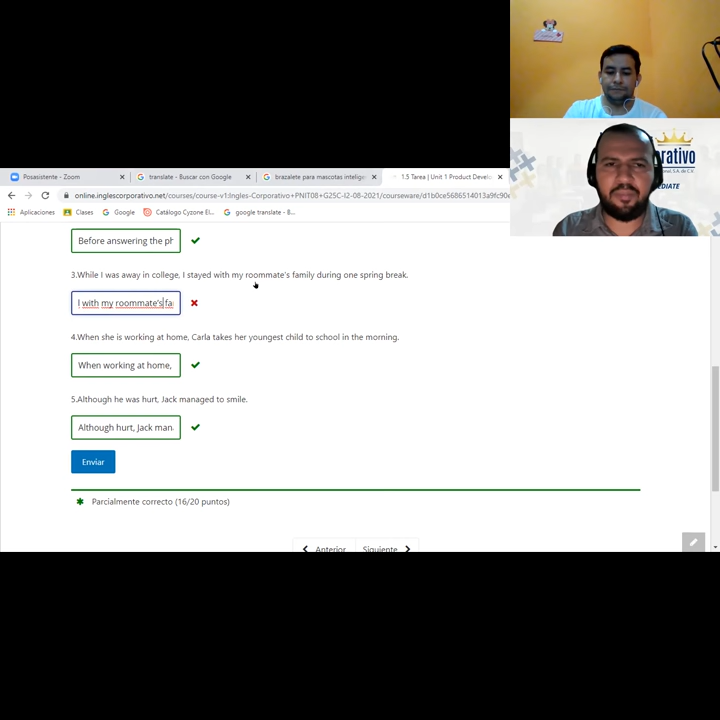 Posasistente - Zoom
translate - Buscar con Google
brazalete para mascotas intelige
1.5 Tarea | Unit 1 Product Devel
online.inglescorporativo.net/courses/course-v1:Ingles-Corporativo+PNIT08+G25C-I2-08-2021/courseware/d1b0ce5686514013a9fc90
Aplicaciones
Clases
Google
Catálogo Cyzone El...
google translate - B...
MEDIATE
Before answering the ph
3.While I was away in college, I stayed with my roommate's family during one spring break.
with my roommate's fa
4.When she is working at home, Carla takes her youngest child to school in the morning.
When working at home,
5.Although he was hurt, Jack managed to smile.
Although hurt, Jack man
Enviar
Parcialmente correcto (16/20 puntos)
Anterior
Siguiente